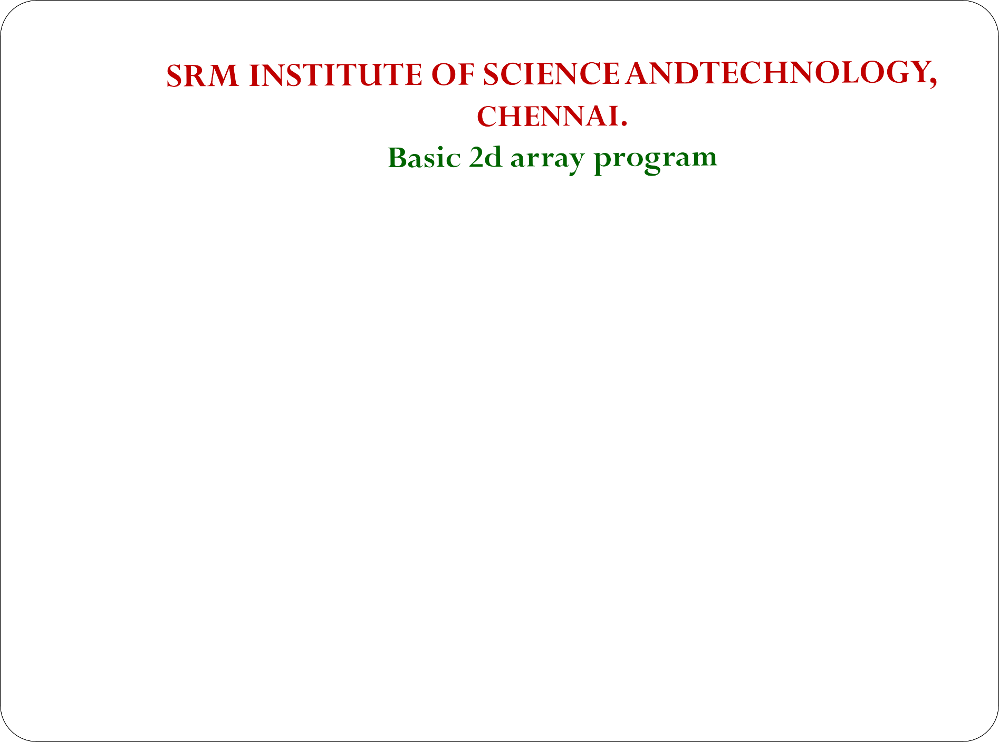 SRM INSTITUTE OF SCIENCE ANDTECHNOLOGY,
CHENNAI.
Basic 2d array program